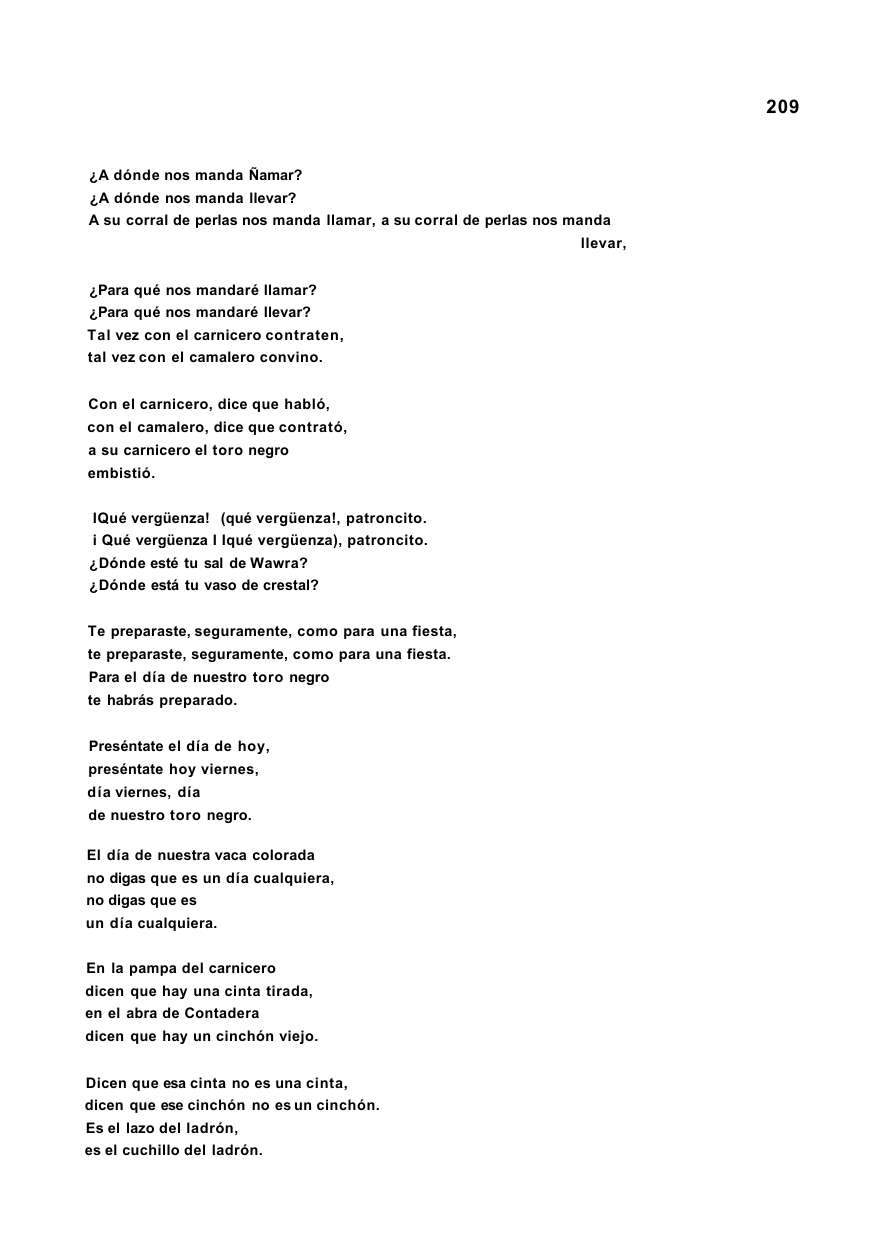 209
¿A dónde nos manda Ñamar?
¿A dónde nos manda llevar?
A su corral de perlas nos manda llamar, a su corral de perlas nos manda
llevar,
¿Para qué nos mandaré llamar?
¿Para qué nos mandaré llevar?
Tal vez con el carnicero contraten,
tal vez con el camalero convino.
Con el carnicero, dice que habló,
con el camalero, dice que contrató,
a su carnicero el toro negro
embistió.
lQué vergüenza! (qué vergüenza!, patroncito.
i Qué vergüenza I lqué vergüenza), patroncito.
¿Dónde esté tu sal de Wawra?
¿Dónde está tu vaso de crestal?
Te preparaste, seguramente, como para una fiesta,
te preparaste, seguramente, como para una fiesta.
Para el día de nuestro toro negro
te habrás preparado.
Preséntate el día de hoy,
preséntate hoy viernes,
día viernes, día
de nuestro toro negro.
El día de nuestra vaca colorada
no digas que es un día cualquiera,
no digas que es
un día cualquiera.
En la pampa del carnicero
dicen que hay una cinta tirada,
en el abra de Contadera
dicen que hay un cinchón viejo.
Dicen que esa cinta no es una cinta,
dicen que ese cinchón no es un cinchón.
Es el lazo del ladrón,
es el cuchillo del ladrón.